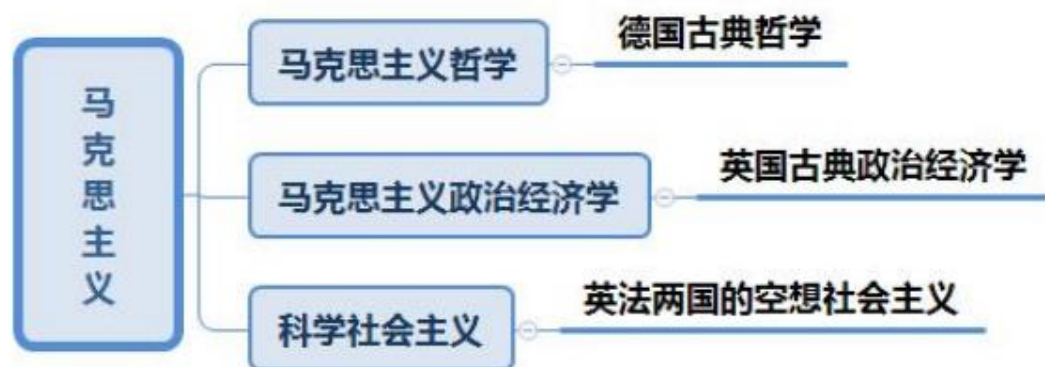 马克思主义
马克思主义哲学
德国古典哲学
马克思主义政治经济学
英国古典政治经济学
科学社会主义
英法两国的空想社会主义